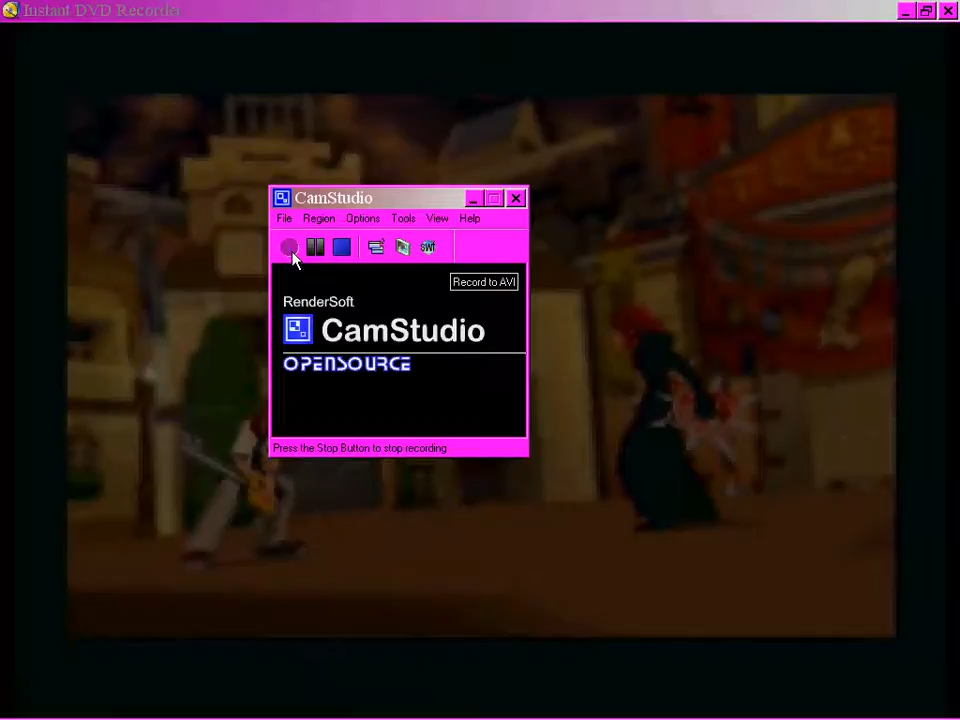 Instant DVD Recorder
CamStudio
File Region Options Tools View Help
SWF
Record to AVI
RenderSoft
CamStudio
OPENSOURCE
Press the Stop Button to stop recording